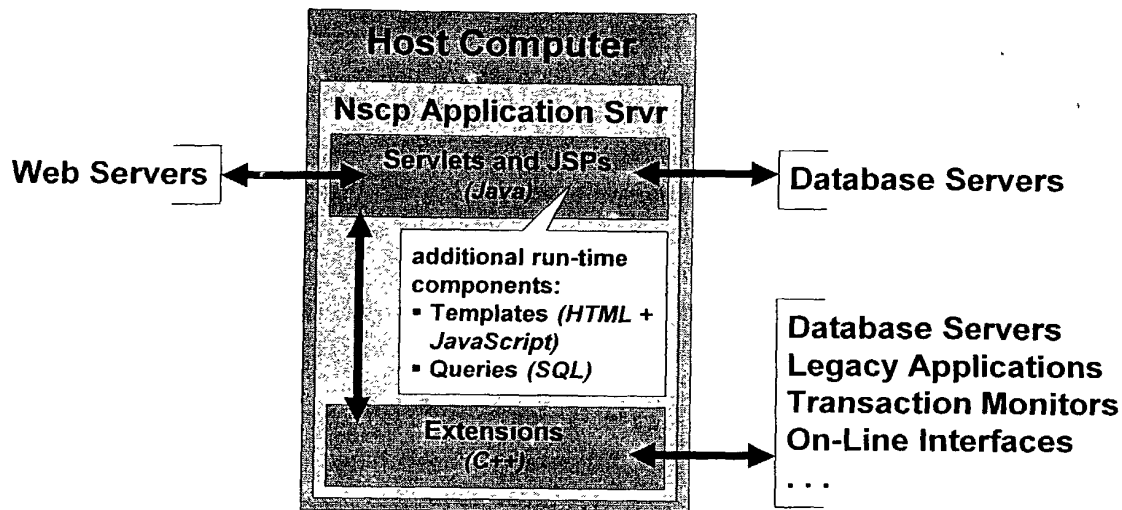 Host Computer
Nscp Application Srvr
Servlets and JSPs
(Java)
Web Servers
Database Servers
additional run-time
components:
▪ Templates (HTML +
JavaScript)
▪ Queries (SQL)
Extensions
(C++)
Database Servers
Legacy Applications
Transaction Monitors
On-Line Interfaces
. . .